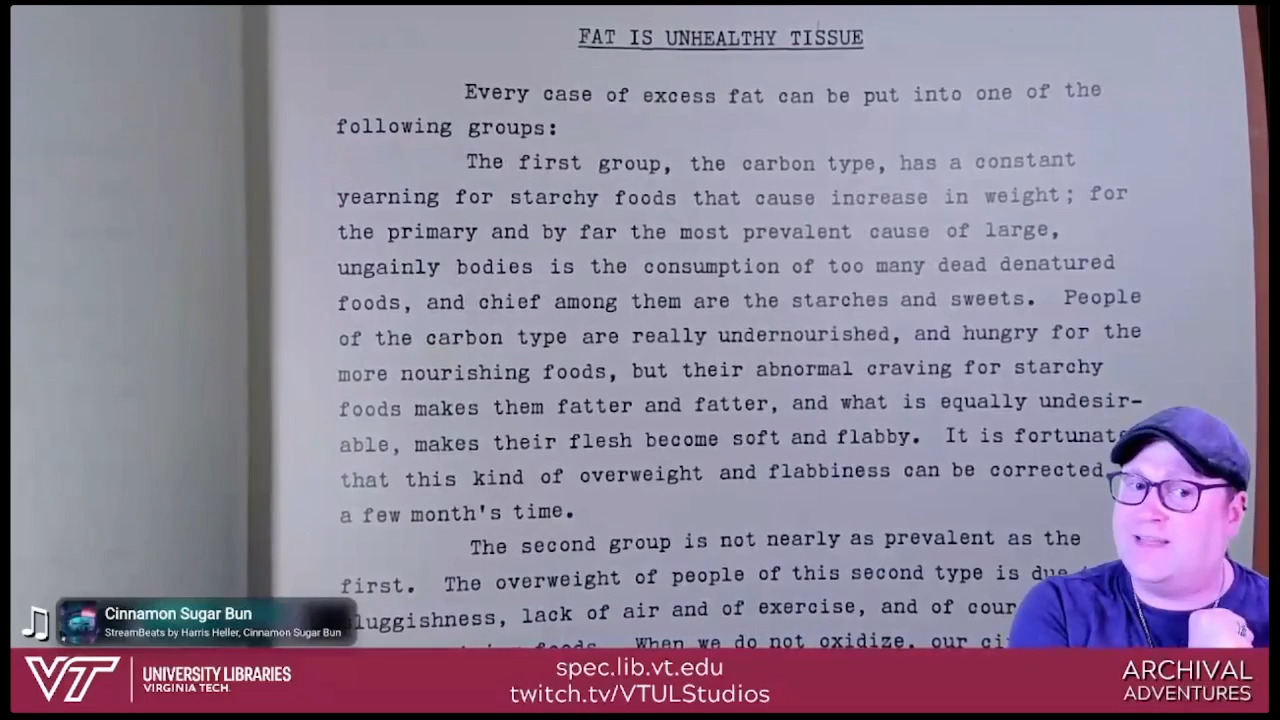 FAT IS UNHEALTHY TISSUE
Every case of excess fat can be put into one of the
following groups:
The first group, the carbon type, has a constant
yearning for starchy foods that cause increase in weight; for
the primary and by far the most prevalent cause of large,
ungainly bodies is the consumption of too many dead denatured
foods, and chief among them are the starches and sweets. People
of the carbon type are really undernourished, and hungry for the
more nourishing foods, but their abnormal craving for starchy
foods makes them fatter and fatter, and what is equally undesir-
able, makes their flesh become soft and flabby. It is
that this kind of overweight and flabbiness can be corrected
a few month's time.
The second group is not nearly as prevalent as the
first. The overweight of people of this second type is
lack of air and of exercise, and of
When we do not oxidize, our
Cinnamon Sugar Bun
StreamBeats by Harris Heller, Cinnamon Sugar Bun
VT UNIVERSITY LIBRARIES
VIRGINIA TECH.
spec.lib.vt.edu
twitch.tv/VTULStudios
ARCHIVAL
ADVENTURES